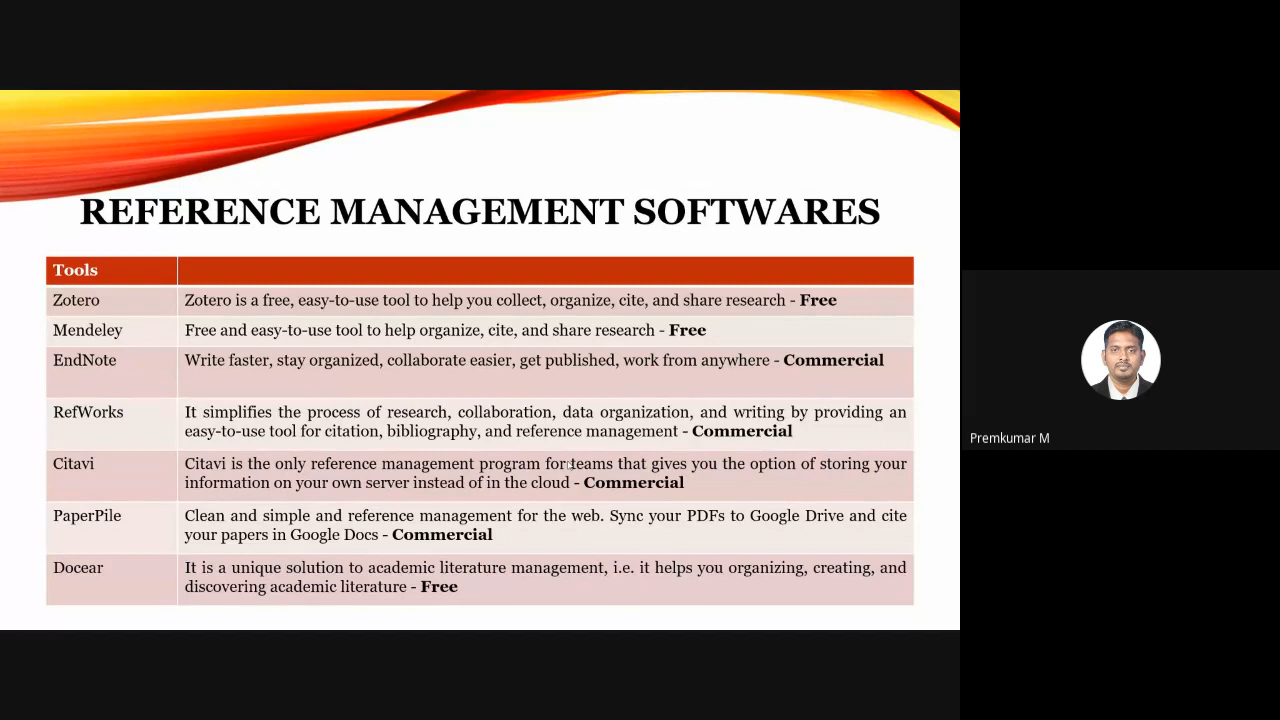 REFERENCE MANAGEMENT SOFTWARES
Tools
Zotero
Zotero is a free, easy-to-use tool to help you collect, organize, cite, and share research - Free
Mendeley
Free and easy-to-use tool to help organize, cite, and share research - Free
EndNote
Write faster, stay organized, collaborate easier, get published, work from anywhere - Commercial
RefWorks
It simplifies the process of research, collaboration, data organization, and writing by providing an
easy-to-use tool for citation, bibliography, and reference management - Commercial
Citavi
Citavi is the only reference management program for teams that gives you the option of storing your
information on your own server instead of in the cloud - Commercial
PaperPile
Clean and simple and reference management for the web. Sync your PDFs to Google Drive and cite
your papers in Google Docs - Commercial
Docear
It is a unique solution to academic literature management, i.e. it helps you organizing, creating, and
discovering academic literature - Free
Premkumar M